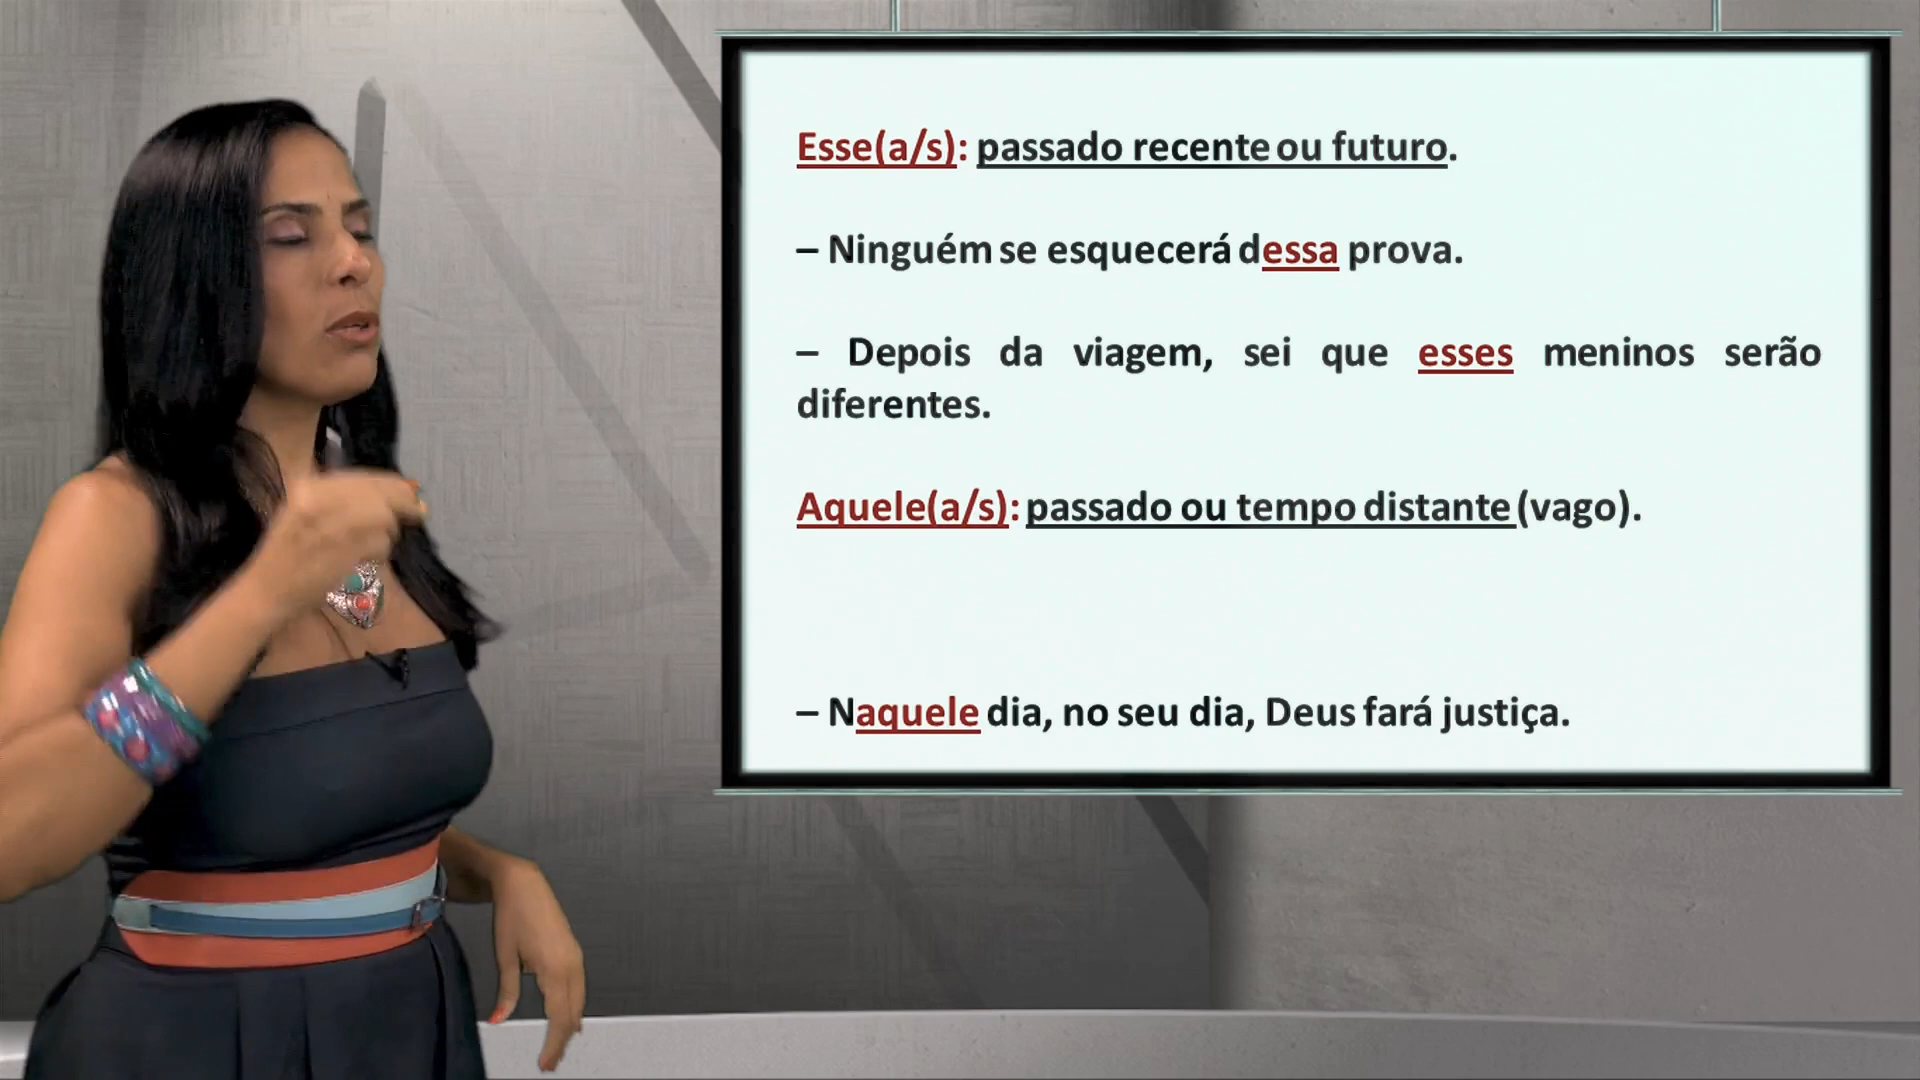 Esse(a/s): passado recente ou futuro.
– Ninguém se esquecerá dessa prova.
– Depois da viagem, sei que esses meninos serão
diferentes.
Aquele(a/s): passado ou tempo distante (vago).
– Naquele dia, no seu dia, Deus fará justiça.